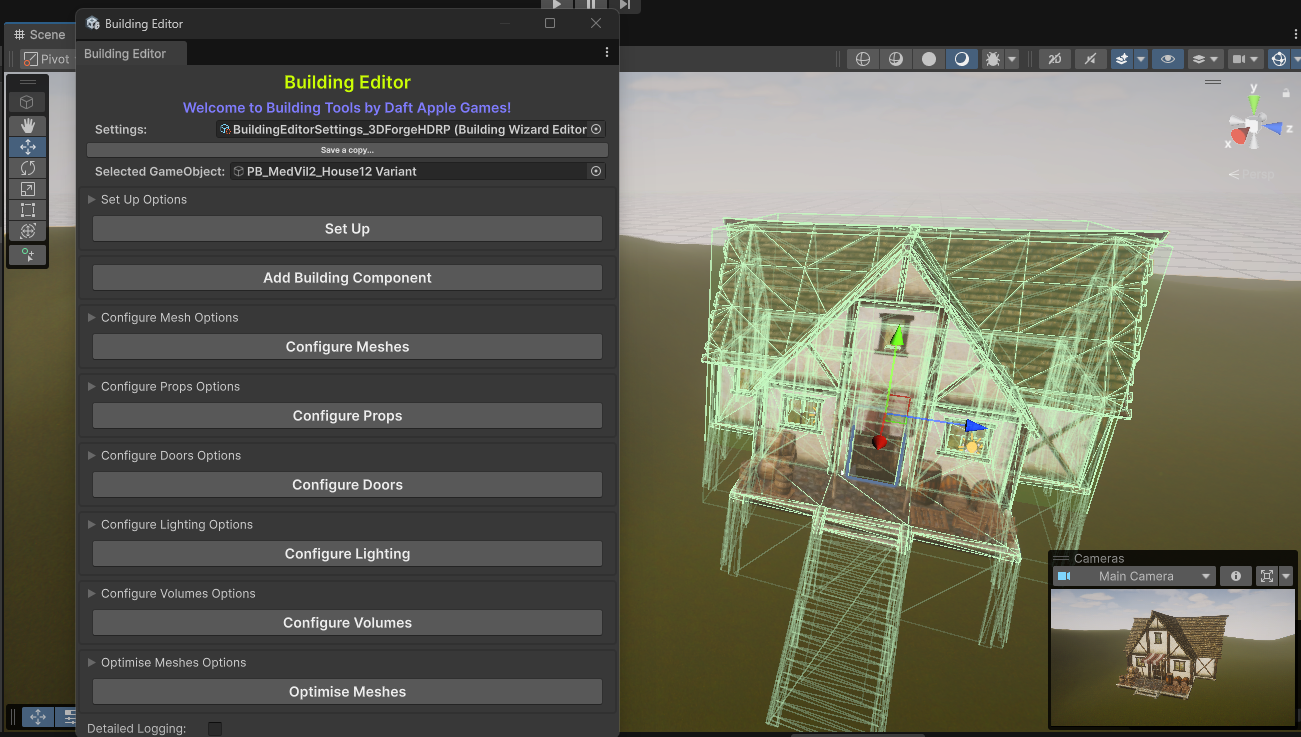 Building Editor
Scene
Building Editor
Pivot
2D
Building Editor
Welcome to Building Tools by Daft Apple Games!
Settings: BuildingEditorSettings_3DForgeHDRP (Building Wizard Editor
Save a copy...
Selected GameObject: PB_MedVil2_House12 Variant
Set Up Options
Set Up
Add Building Component
Configure Mesh Options
Configure Meshes
Configure Props Options
Configure Props
Configure Doors Options
Configure Doors
Configure Lighting Options
Configure Lighting
Configure Volumes Options
Configure Volumes
Optimise Meshes Options
Optimise Meshes
Detailed Logging:
y
z
x
Persp
Cameras
Main Camera